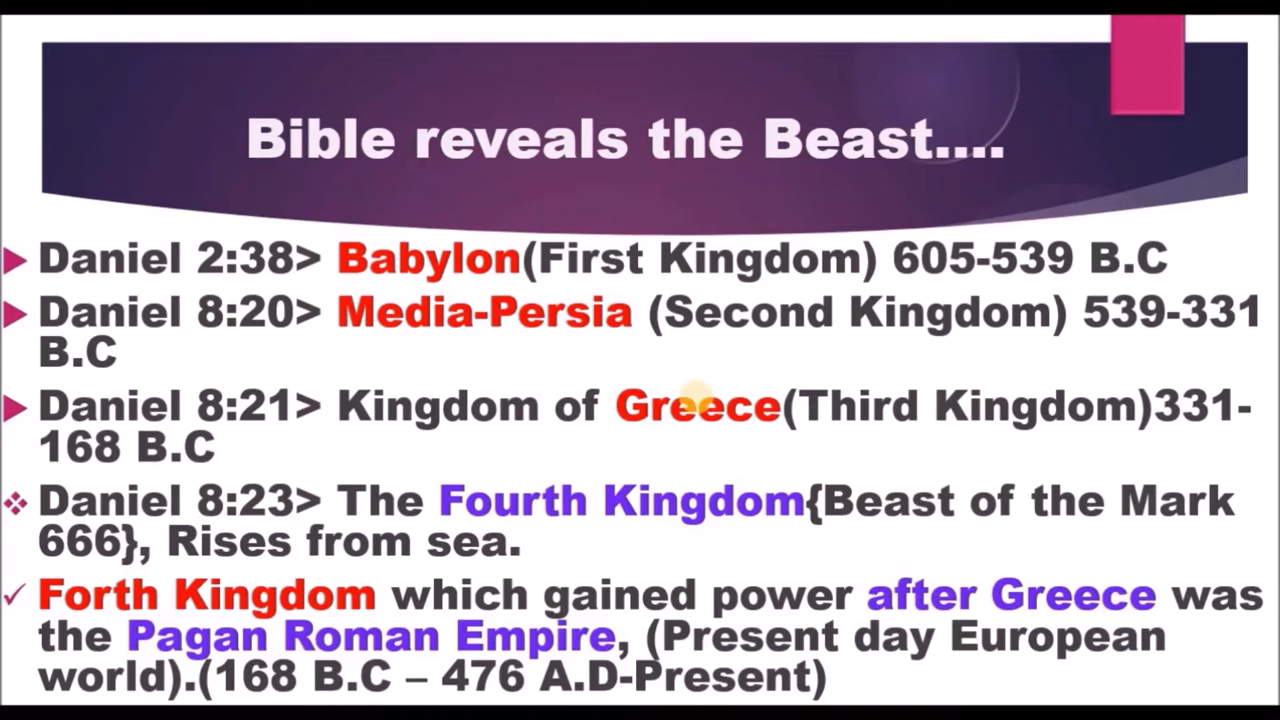 Bible reveals the Beast....
Daniel 2:38> Babylon(First Kingdom) 605-539 B.C
Daniel 8:20> Media-Persia (Second Kingdom) 539-331
B.C
Daniel 8:21> Kingdom of Greece(Third Kingdom)331-
168 B.C
Daniel 8:23> The Fourth Kingdom{Beast of the Mark
666}, Rises from sea.
Forth Kingdom which gained power after Greece was
the Pagan Roman Empire, (Present day European
world).(168 B.C – 476 A.D-Present)